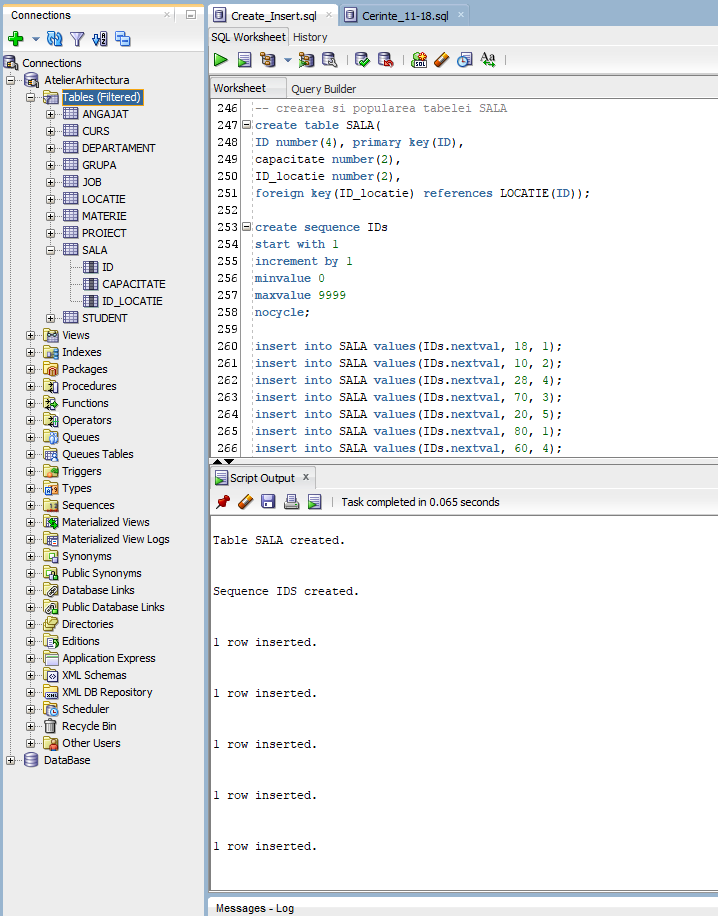 Connections
Connections
AtelierArhitectura
Tables (Filtered)
ANGAJAT
CURS
DEPARTAMENT
GRUPA
JOB
LOCATIE
MATERIE
PROIECT
SALA
ID
CAPACITATE
ID_LOCATIE
STUDENT
Views
Indexes
Packages
Procedures
Functions
Operators
Queues
Queues Tables
Triggers
Types
Sequences
Materialized Views
Materialized View Logs
Synonyms
Public Synonyms
Database Links
Public Database Links
Directories
Editions
Application Express
XML Schemas
XML DB Repository
Scheduler
Recycle Bin
Other Users
DataBase
Create_Insert.sql Cerinte_11-18.sql
SQL Worksheet History
Worksheet Query Builder
246 -- crearea si popularea tabelei SALA
247 create table SALA(
248 ID number(4), primary key(ID),
249 capacitate number(2),
250 ID_locatie number(2),
251 foreign key(ID_locatie) references LOCATIE(ID));
252
253 create sequence IDs
254 start with 1
255 increment by 1
256 minvalue 0
257 maxvalue 9999
258 nocycle;
259
260 insert into SALA values(IDs.nextval, 18, 1);
261 insert into SALA values(IDs.nextval, 10, 2);
262 insert into SALA values(IDs.nextval, 28, 4);
263 insert into SALA values(IDs.nextval, 70, 3);
264 insert into SALA values(IDs.nextval, 20, 5);
265 insert into SALA values(IDs.nextval, 80, 1);
266 insert into SALA values(IDs.nextval, 60, 4);
Script Output x
Task completed in 0.065 seconds
Table SALA created.
Sequence IDS created.
1 row inserted.
1 row inserted.
1 row inserted.
1 row inserted.
1 row inserted.
Messages - Log